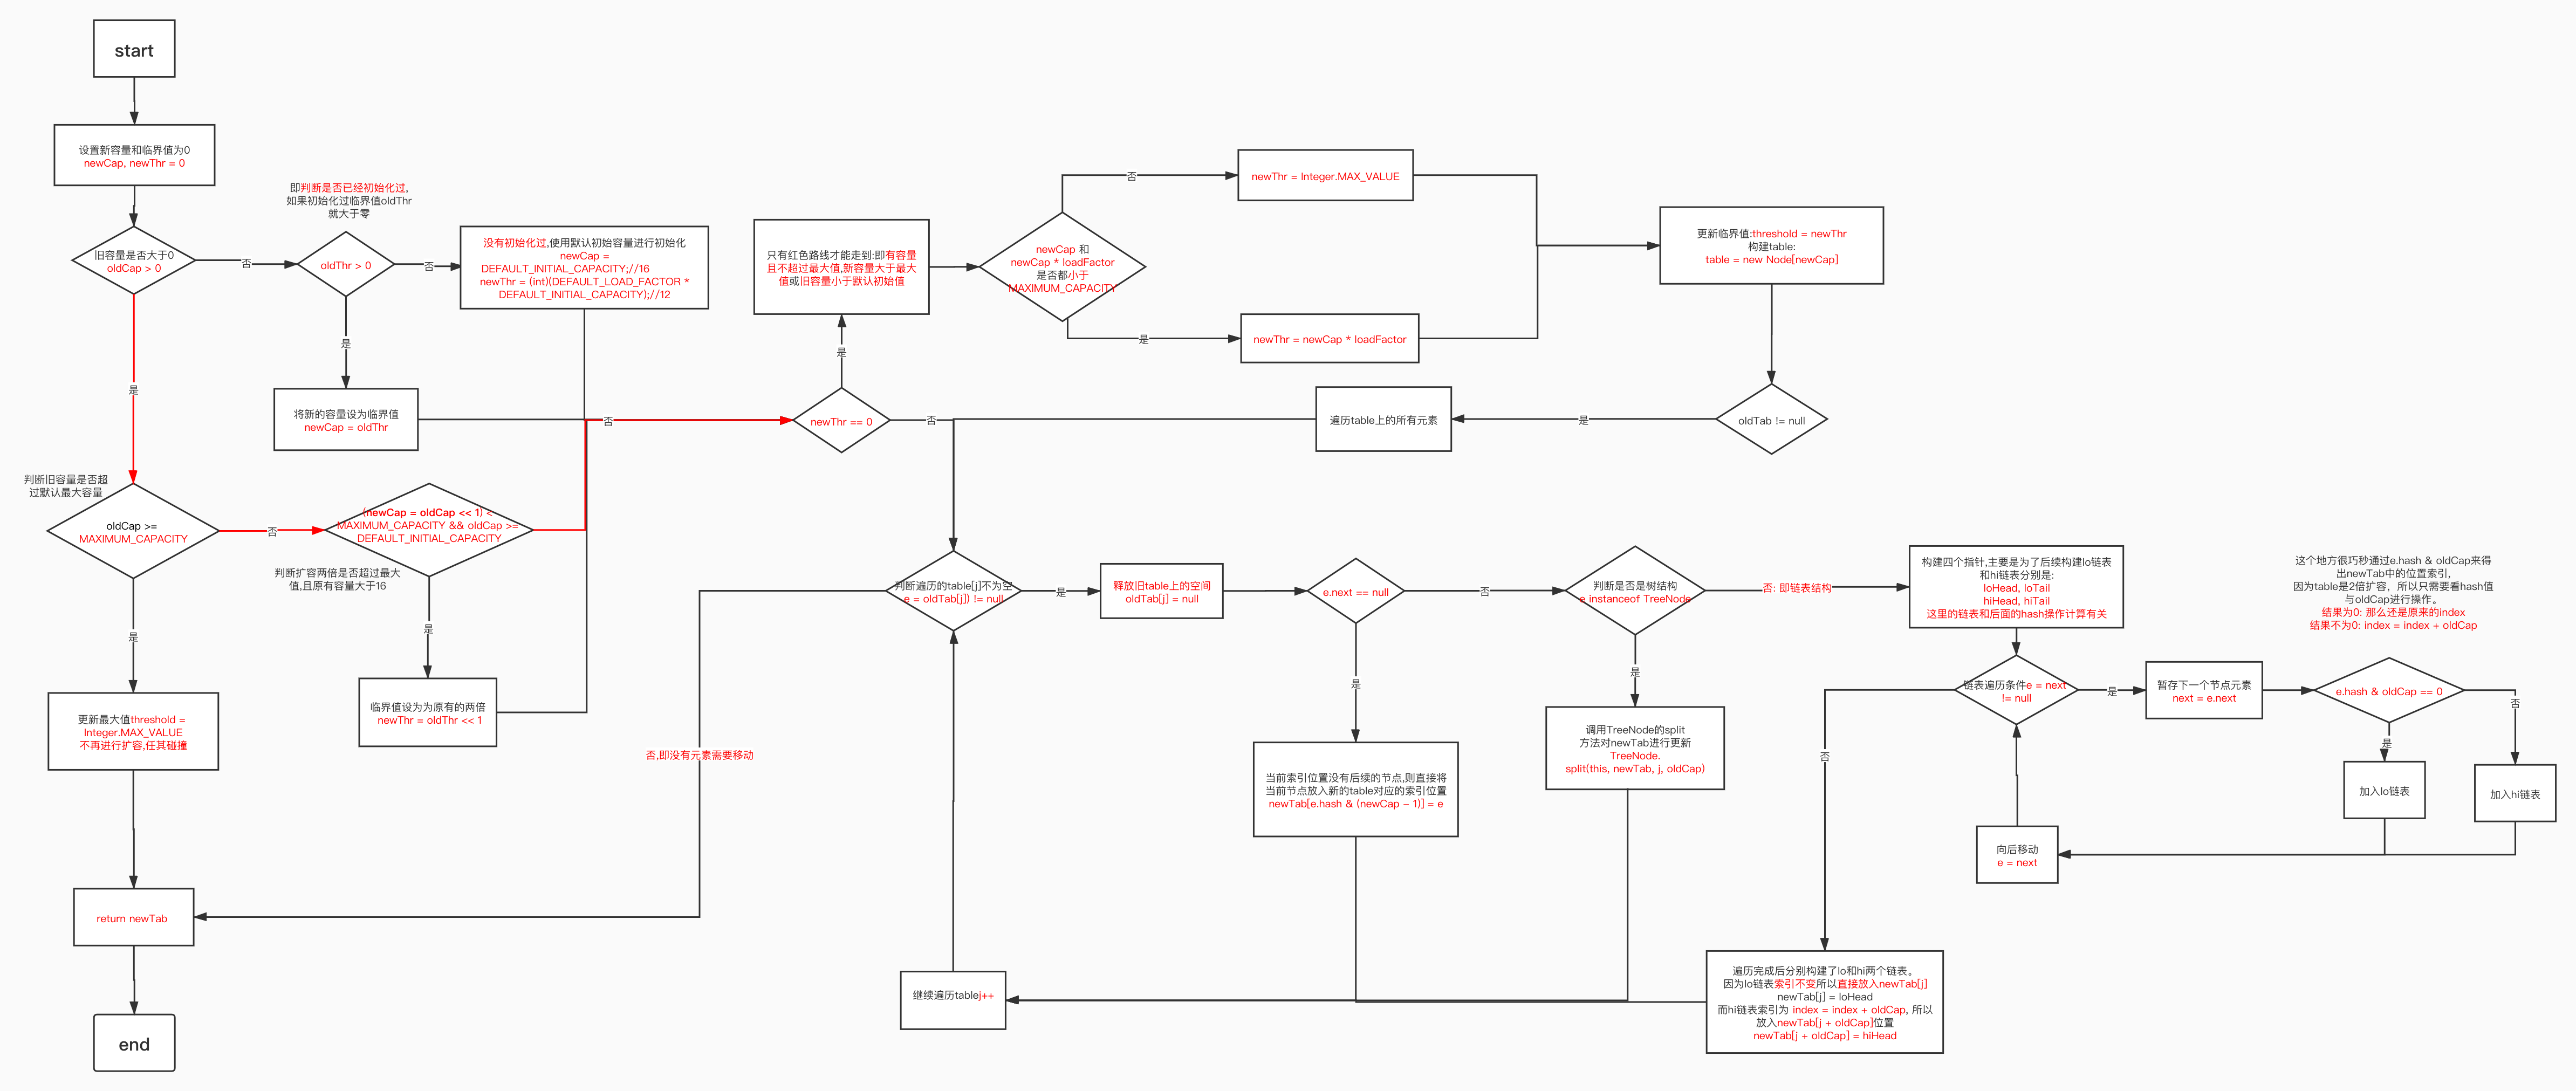 start
设置新容量和临界值为0
newCap, newThr = 0
旧容量是否大于0
oldCap > 0
否
即判断是否已经初始化过,
如果初始化过临界值oldThr
就大于零
oldThr > 0
否
没有初始化过,使用默认初始容量进行初始化
newCap =
DEFAULT_INITIAL_CAPACITY;//16
newThr = (int)(DEFAULT_LOAD_FACTOR *
DEFAULT_INITIAL_CAPACITY);//12
是
将新的容量设为临界值
newCap = oldThr
否
是
判断旧容量是否超
过默认最大容量
oldCap >=
MAXIMUM_CAPACITY
否
(newCap = oldCap << 1) <
MAXIMUM_CAPACITY && oldCap >=
DEFAULT_INITIAL_CAPACITY
判断扩容两倍是否超过最大
值,且原有容量大于16
是
临界值设为为原有的两倍
newThr = oldThr << 1
是
更新最大值threshold =
Integer.MAX_VALUE
不再进行扩容,任其碰撞
return newTab
end
newThr == 0
是
只有红色路线才能走到:即有容量
且不超过最大值,新容量大于最大
值或旧容量小于默认初始值
newCap 和
newCap * loadFactor
是否都小于
MAXIMUM_CAPACITY
否
newThr = Integer.MAX_VALUE
是
newThr = newCap * loadFactor
更新临界值:threshold = newThr
构建table:
table = new Node[newCap]
oldTab != null
是
遍历table上的所有元素
否
判断遍历的table[j]不为空
e = oldTab[j]) != null
否,即没有元素需要移动
是
释放旧table上的空间
oldTab[j] = null
e.next == null
否
是
当前索引位置没有后续的节点,则直接将
当前节点放入新的table对应的索引位置
newTab[e.hash & (newCap - 1)] = e
判断是否是树结构
e instanceof TreeNode
是
调用TreeNode的split
方法对newTab进行更新
TreeNode.
split(this, newTab, j, oldCap)
否: 即链表结构
构建四个指针,主要是为了后续构建lo链表
和hi链表分别是:
loHead, loTail
hiHead, hiTail
这里的链表和后面的hash操作计算有关
链表遍历条件e = next
!= null
是
暂存下一个节点元素
next = e.next
这个地方很巧秒通过e.hash & oldCap来得
出newTab中的位置索引,
因为table是2倍扩容，所以只需要看hash值
与oldCap进行操作。
结果为0: 那么还是原来的index
结果不为0: index = index + oldCap
e.hash & oldCap == 0
否
是
加入lo链表
加入hi链表
向后移动
e = next
否
遍历完成后分别构建了lo和hi两个链表。
因为lo链表索引不变所以直接放入newTab[j]
newTab[j] = loHead
而hi链表索引为 index = index + oldCap, 所以
放入newTab[j + oldCap]位置
newTab[j + oldCap] = hiHead
继续遍历tablej++